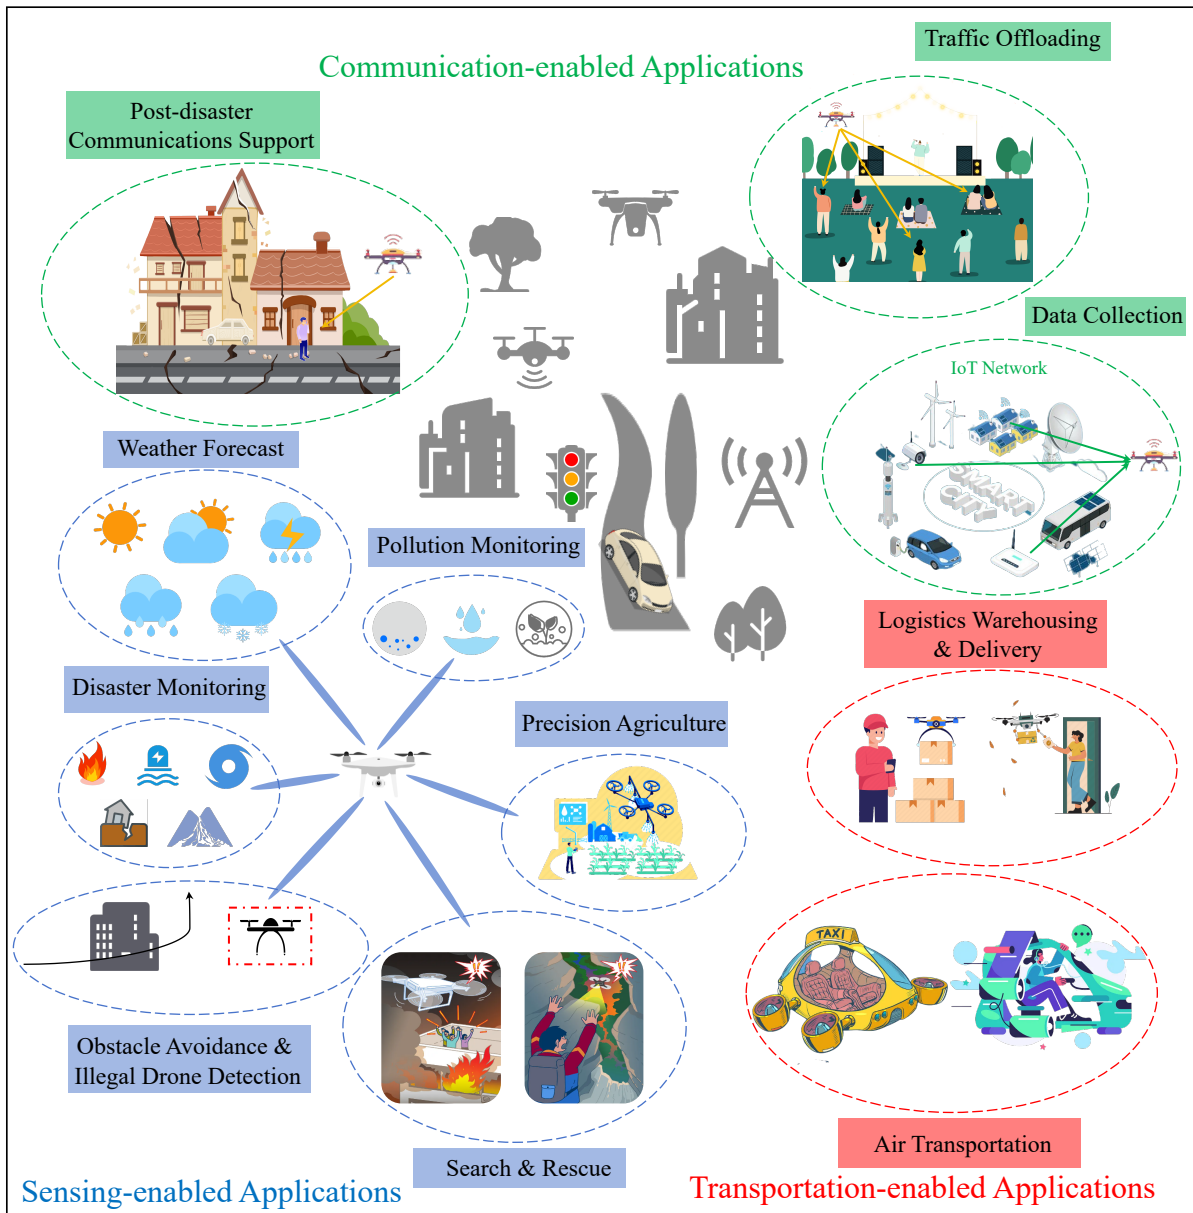 Communication-enabled Applications
Traffic Offloading
Post-disaster
Communications Support
Data Collection
IoT Network
SMART
CITY
Weather Forecast
Pollution Monitoring
Logistics Warehousing
& Delivery
Disaster Monitoring
Precision Agriculture
TAXI
Obstacle Avoidance &
Illegal Drone Detection
Air Transportation
Search & Rescue
Sensing-enabled Applications
Transportation-enabled Applications